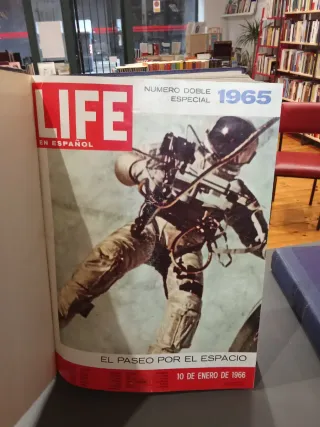 LIFE
EN ESPAÑOL
NUMERO DOBLE
ESPECIAL 1965
EL PASEO POR EL ESPACIO
10 DE ENERO DE 1966